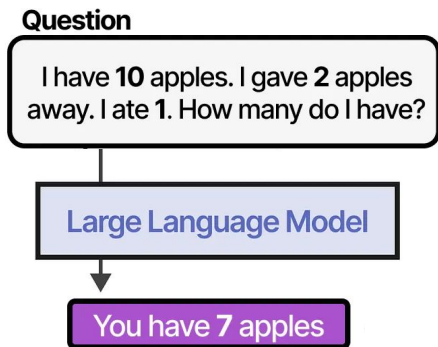 Question
I have 10 apples. I gave 2 apples
away. I ate 1. How many do I have?
Large Language Model
You have 7 apples